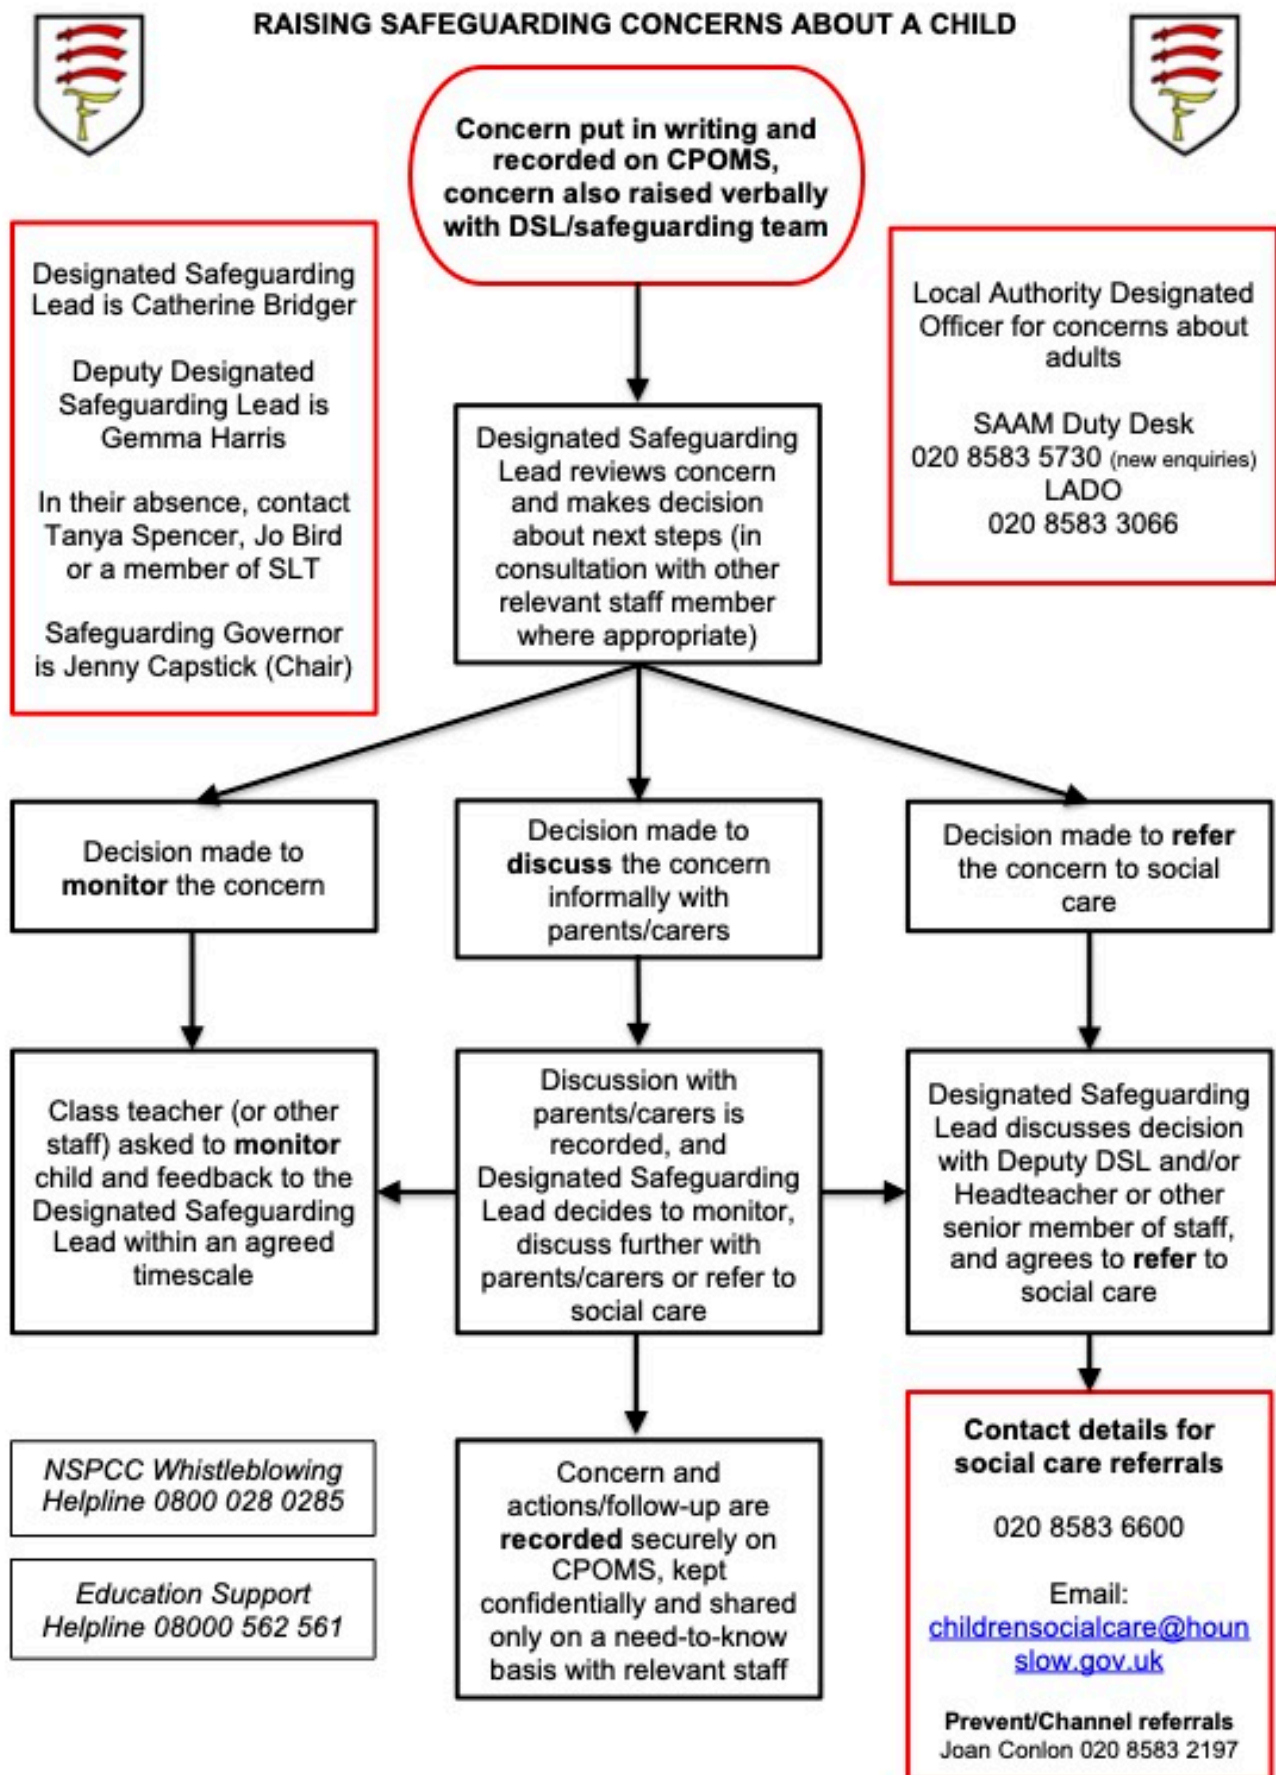 RAISING SAFEGUARDING CONCERNS ABOUT A CHILD
Concern put in writing and
recorded on CPOMS,
concern also raised verbally
with DSL/safeguarding team
Designated Safeguarding
Lead is Catherine Bridger
Deputy Designated
Safeguarding Lead is
Gemma Harris
In their absence, contact
Tanya Spencer, Jo Bird
or a member of SLT
Safeguarding Governor
is Jenny Capstick (Chair)
Local Authority Designated
Officer for concerns about
adults
SAAM Duty Desk
020 8583 5730 (new enquiries)
LADO
020 8583 3066
Designated Safeguarding
Lead reviews concern
and makes decision
about next steps (in
consultation with other
relevant staff member
where appropriate)
Decision made to
monitor the concern
Decision made to
discuss the concern
informally with
parents/carers
Decision made to refer
the concern to social
care
Class teacher (or other
staff) asked to monitor
child and feedback to the
Designated Safeguarding
Lead within an agreed
timescale
Discussion with
parents/carers is
recorded, and
Designated Safeguarding
Lead decides to monitor,
discuss further with
parents/carers or refer to
social care
Designated Safeguarding
Lead discusses decision
with Deputy DSL and/or
Headteacher or other
senior member of staff,
and agrees to refer to
social care
NSPCC Whistleblowing
Helpline 0800 028 0285
Education Support
Helpline 08000 562 561
Concern and
actions/follow-up are
recorded securely on
CPOMS, kept
confidentially and shared
only on a need-to-know
basis with relevant staff
Contact details for
social care referrals
020 8583 6600
Email:
childrensocialcare@houn
slow.gov.uk
Prevent/Channel referrals
Joan Conlon 020 8583 2197